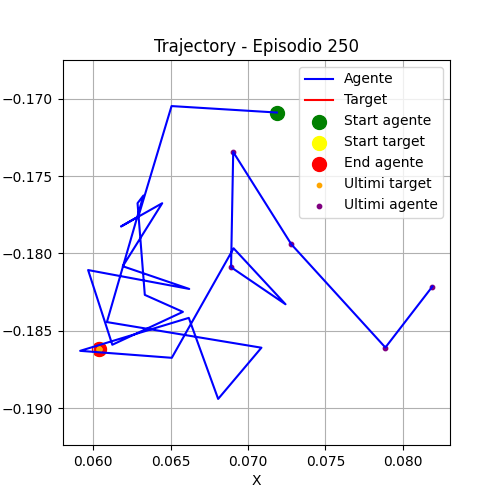 Trajectory - Episodio 250
Agente
Target
Start agente
Start target
End agente
Ultimi target
Ultimi agente
−0.170
−0.175
−0.180
−0.185
−0.190
0.060 0.065 0.070 0.075 0.080
X